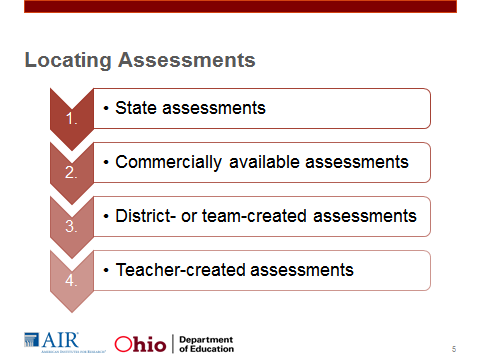 Locating Assessments
1.
• State assessments
2.
• Commercially available assessments
3.
• District- or team-created assessments
4.
• Teacher-created assessments
AIR
AMERICAN INSTITUTES FOR RESEARCH
Ohio
Department
of Education
5